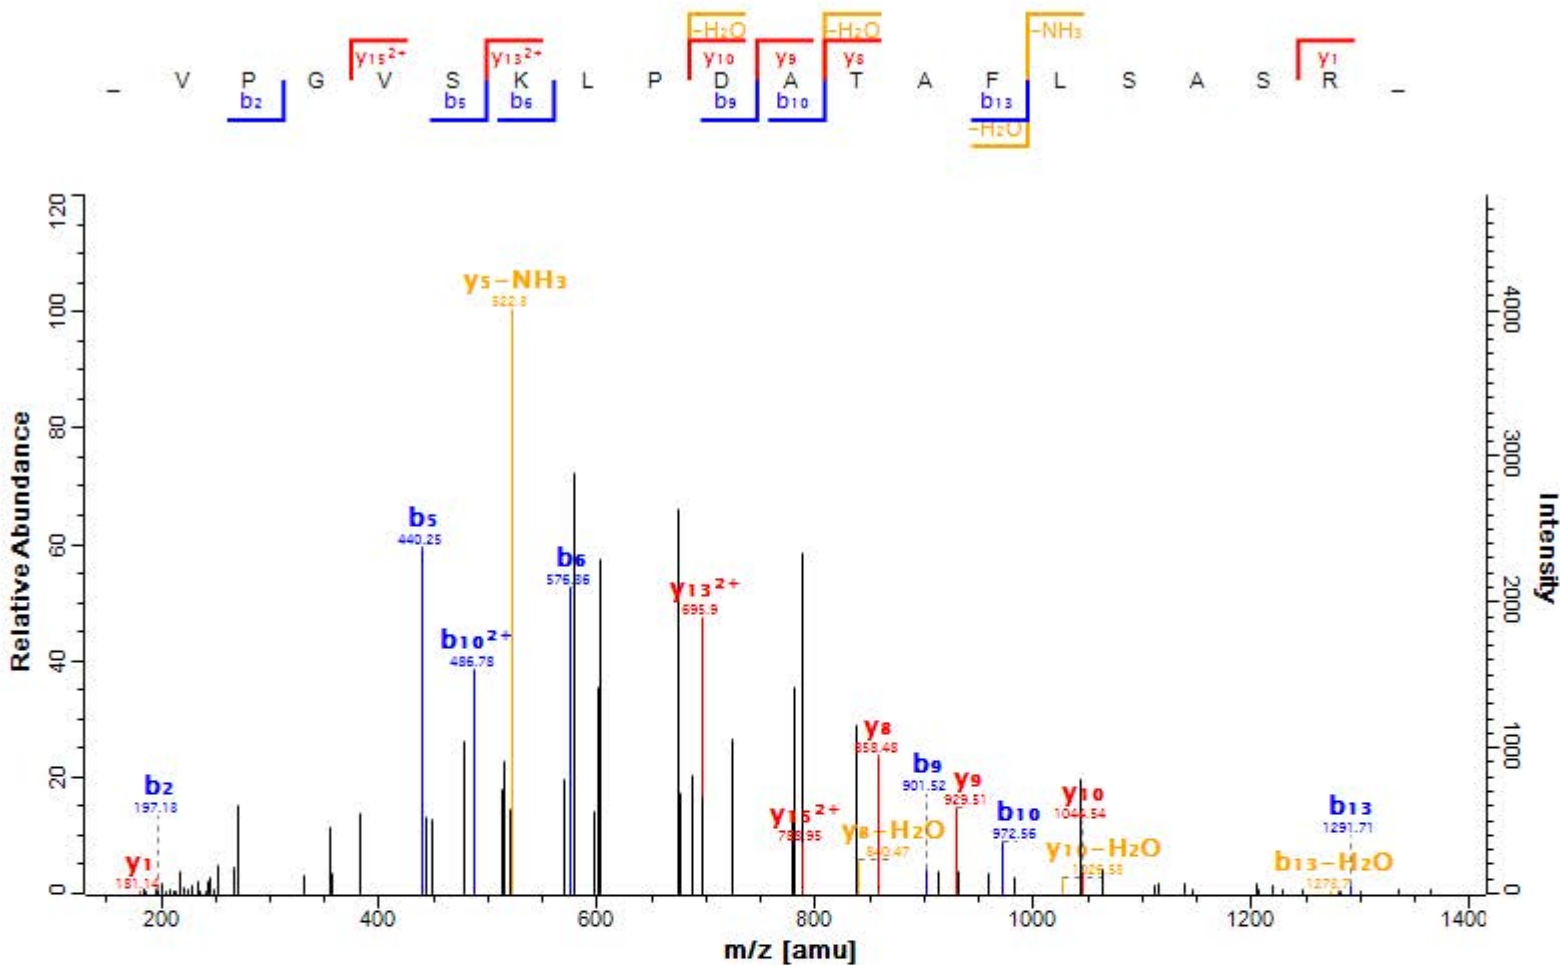 -H₂O -H₂O -NH₃
y₁₅²⁺ y₁₃²⁺ y₁₀ y₉ y₈ y₁
_ V P G V S K L P D A T A F L S A S R _
b₂ b₅ b₆ b₉ b₁₀ b₁₃
-H₂O
120
y₅-NH₃
522.3
100 4000
b₅
440.25
80 3000
b₆
576.36
y₁₃²⁺
695.9
60 2000
b₁₀²⁺
486.78
40
y₈
858.48
b₉
901.52
y₉
929.51
1000
b₂
197.13
20
y₁₅²⁺
b₁₀
972.56
y₁₀
1044.54
b₁₃
1291.71
y₈-H₂O
840.47
y₁₀-H₂O
b₁₃-H₂O
y₁
0 0
200 400 600 800 1000 1200 1400
m/z [amu]
Relative Abundance
Intensity